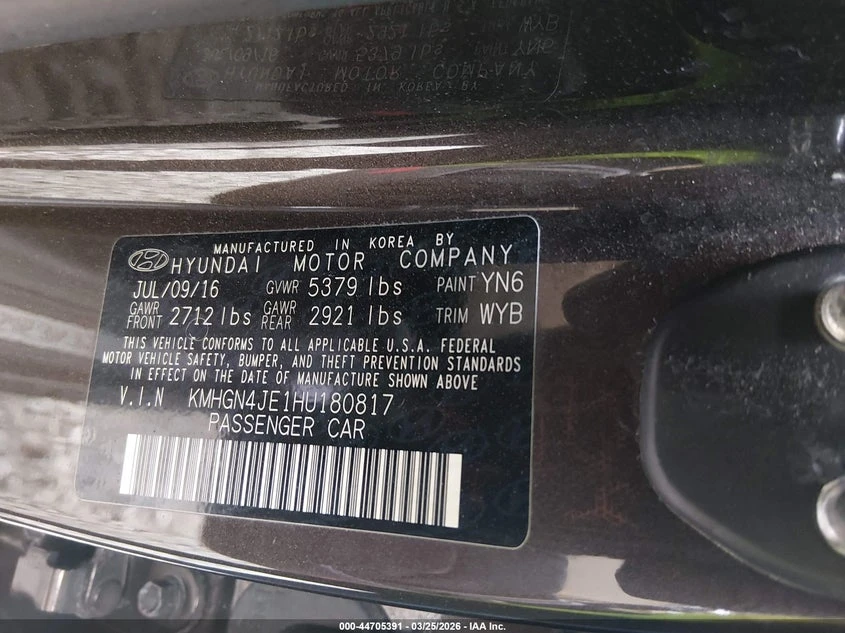 MANUFACTURED IN KOREA BY
HYUNDAI MOTOR COMPANY
JUL/09/16 GVWR 5379 lbs PAINT YN6
GAWR FRONT 2712 lbs GAWR REAR 2921 lbs TRIM WYB
THIS VEHICLE CONFORMS TO ALL APPLICABLE U.S.A. FEDERAL
MOTOR VEHICLE SAFETY, BUMPER, AND THEFT PREVENTION STANDARDS
IN EFFECT ON THE DATE OF MANUFACTURE SHOWN ABOVE
V.I.N KMHGN4JE1HU180817
PASSENGER CAR
000-44705391 - 03/25/2026 - IAA Inc.